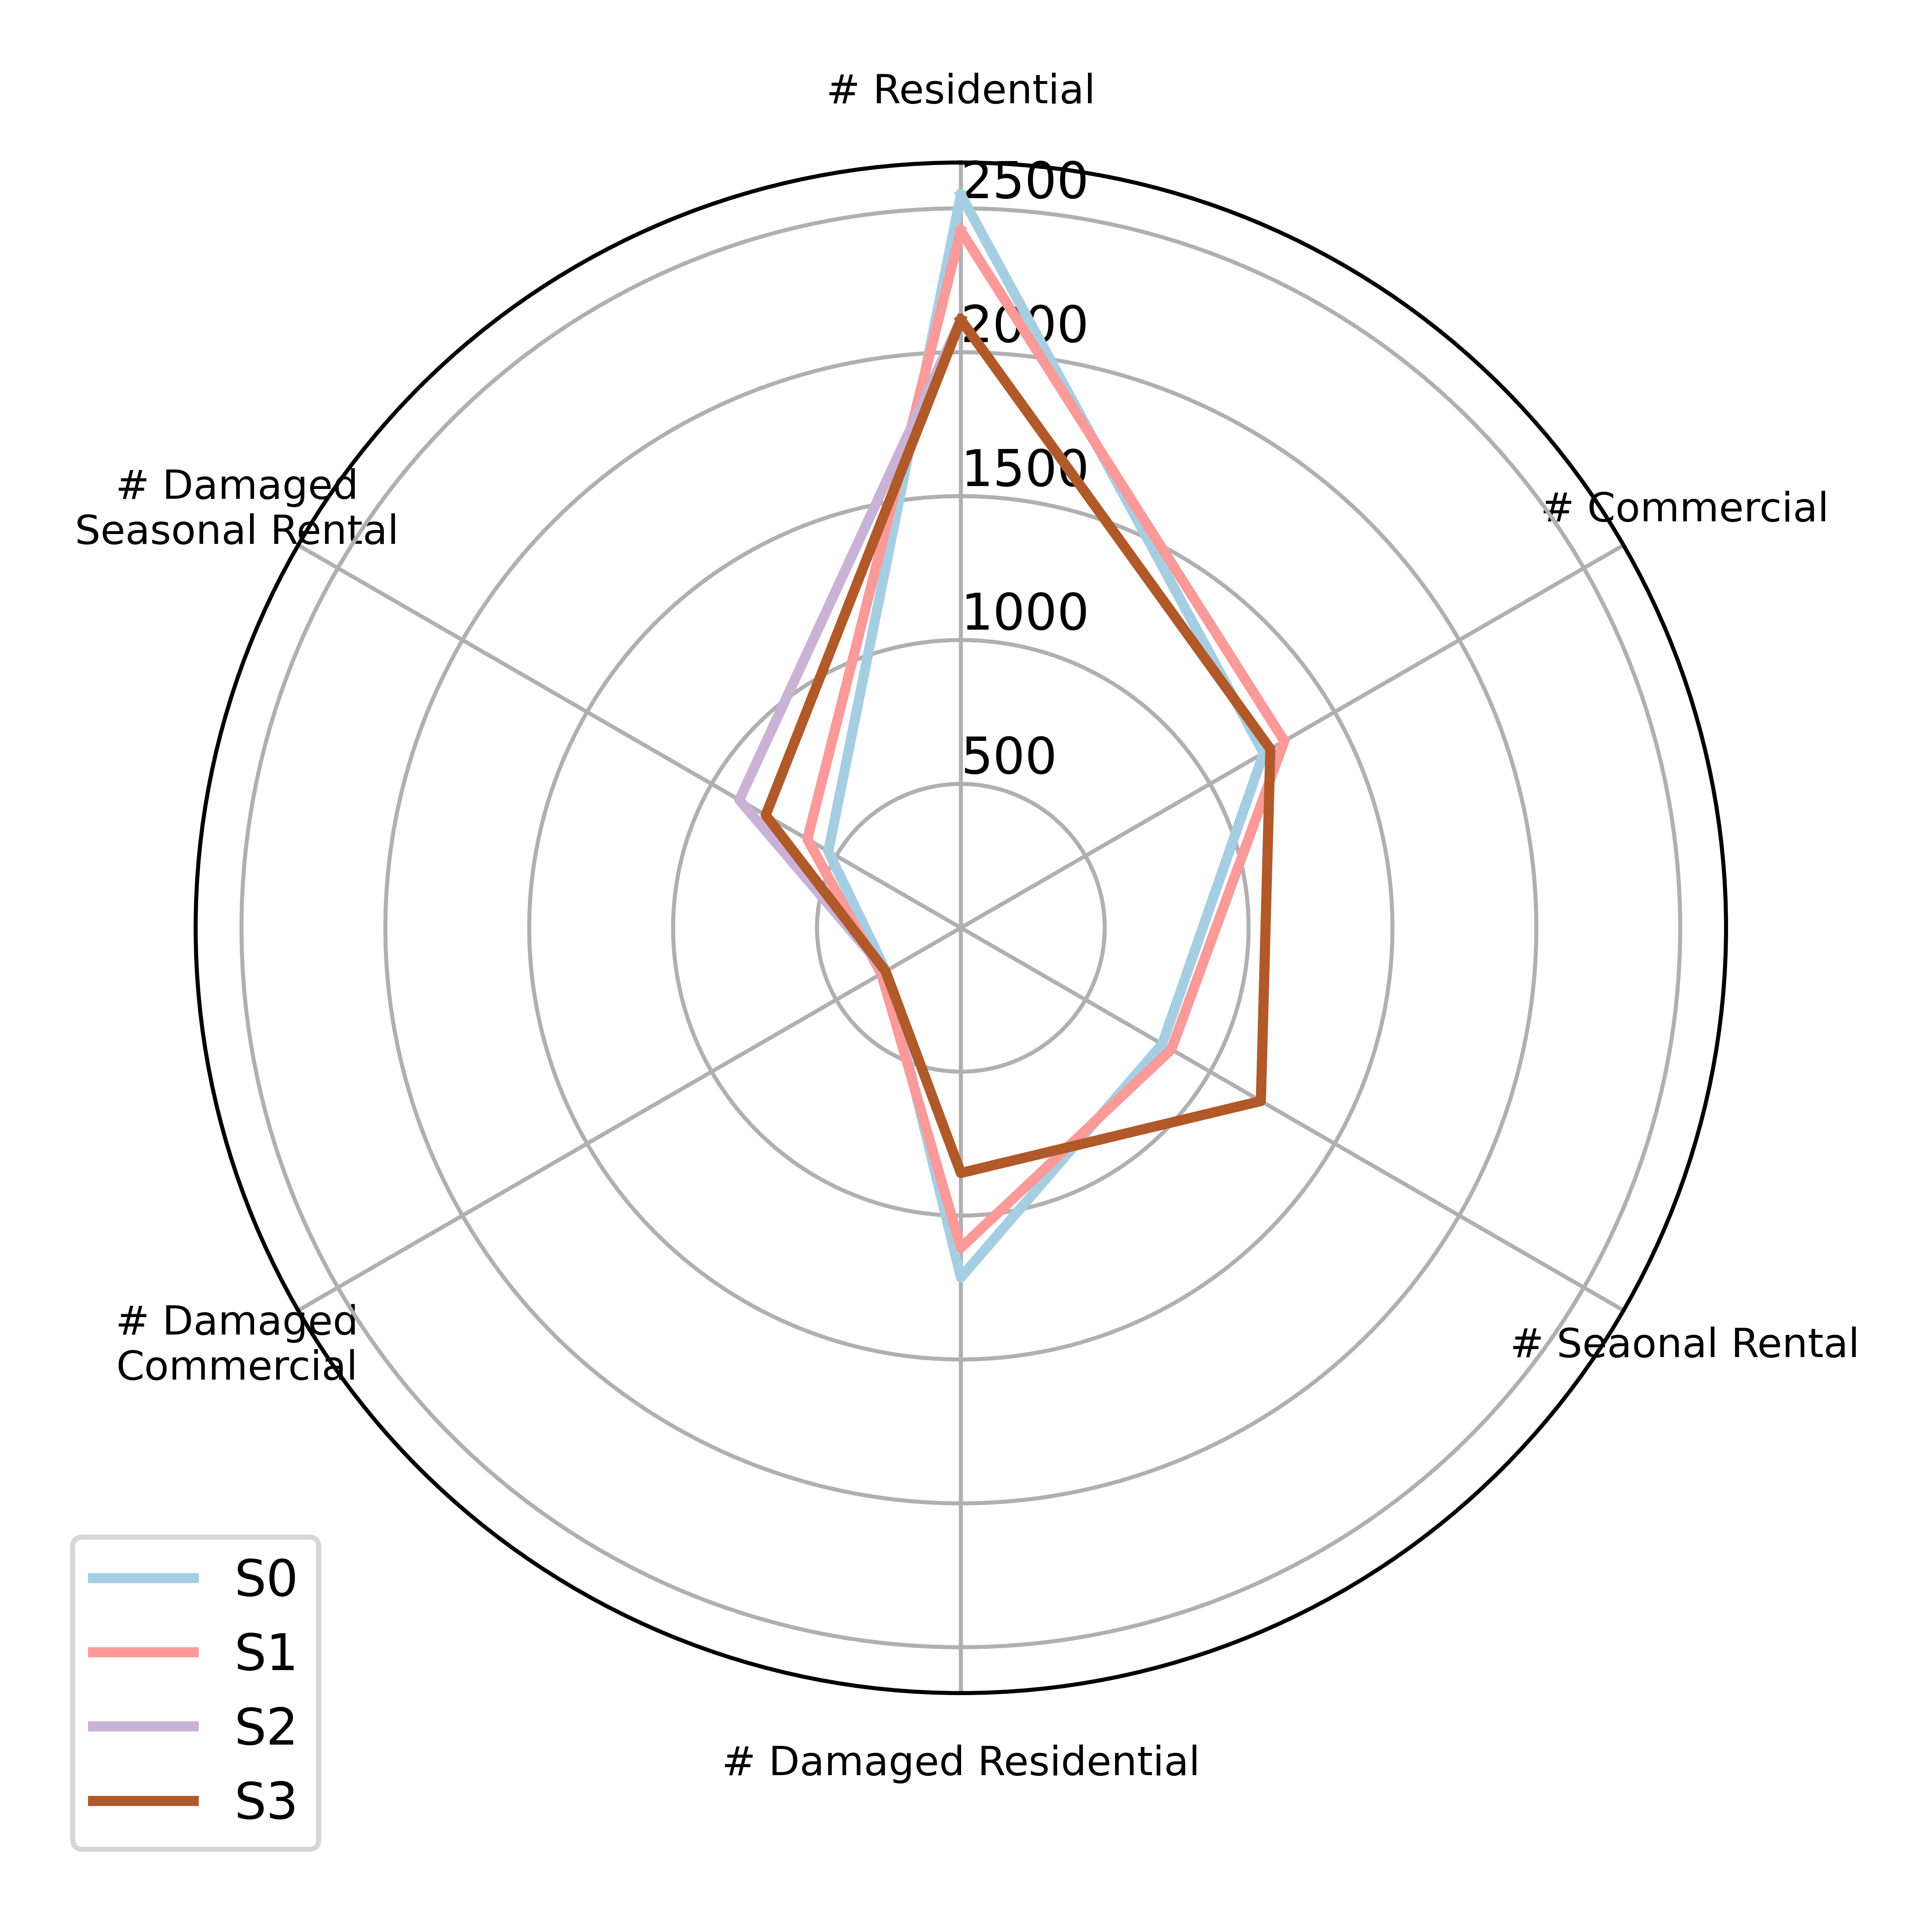 # Residential
2500
2000
1500
1000
500
# Commercial
# Damaged
Seasonal Rental
# Damaged
Commercial
# Seaonal Rental
# Damaged Residential
S0
S1
S2
S3